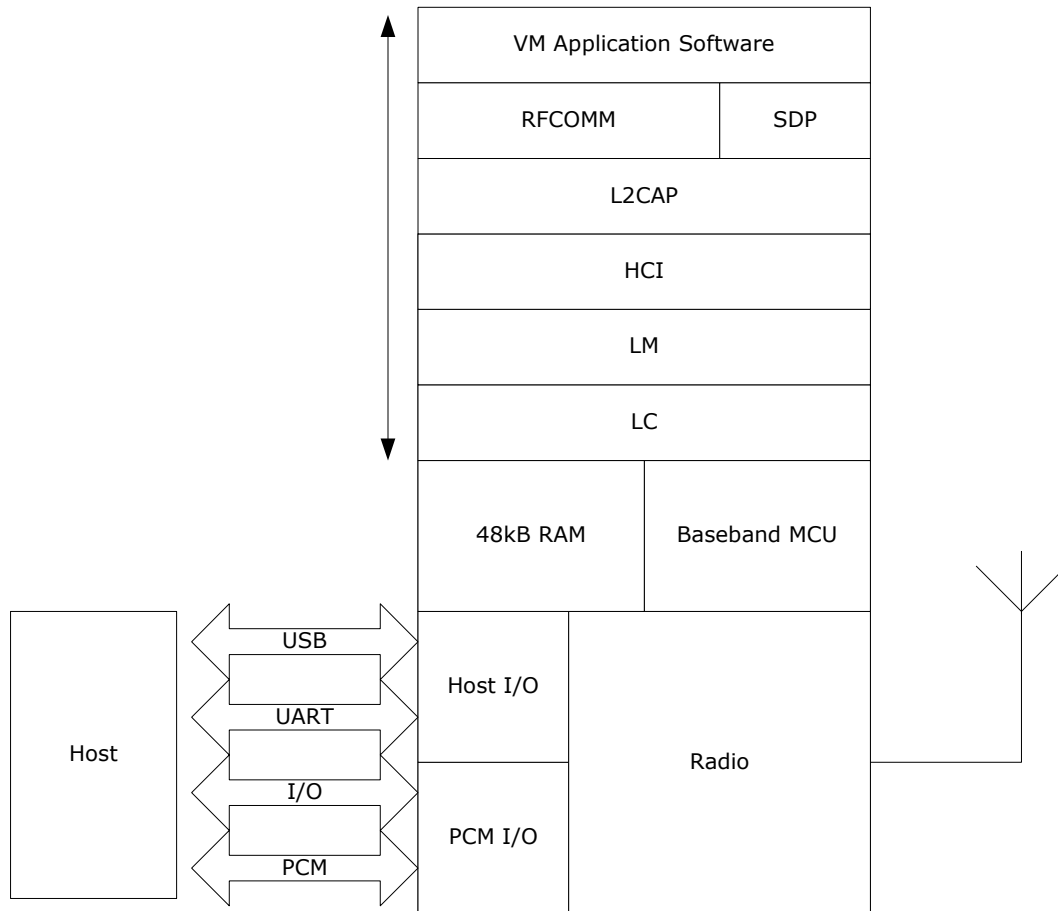 VM Application Software
RFCOMM
SDP
L2CAP
HCI
LM
LC
48kB RAM
Baseband MCU
USB
Host I/O
UART
Host
Radio
I/O
PCM I/O
PCM